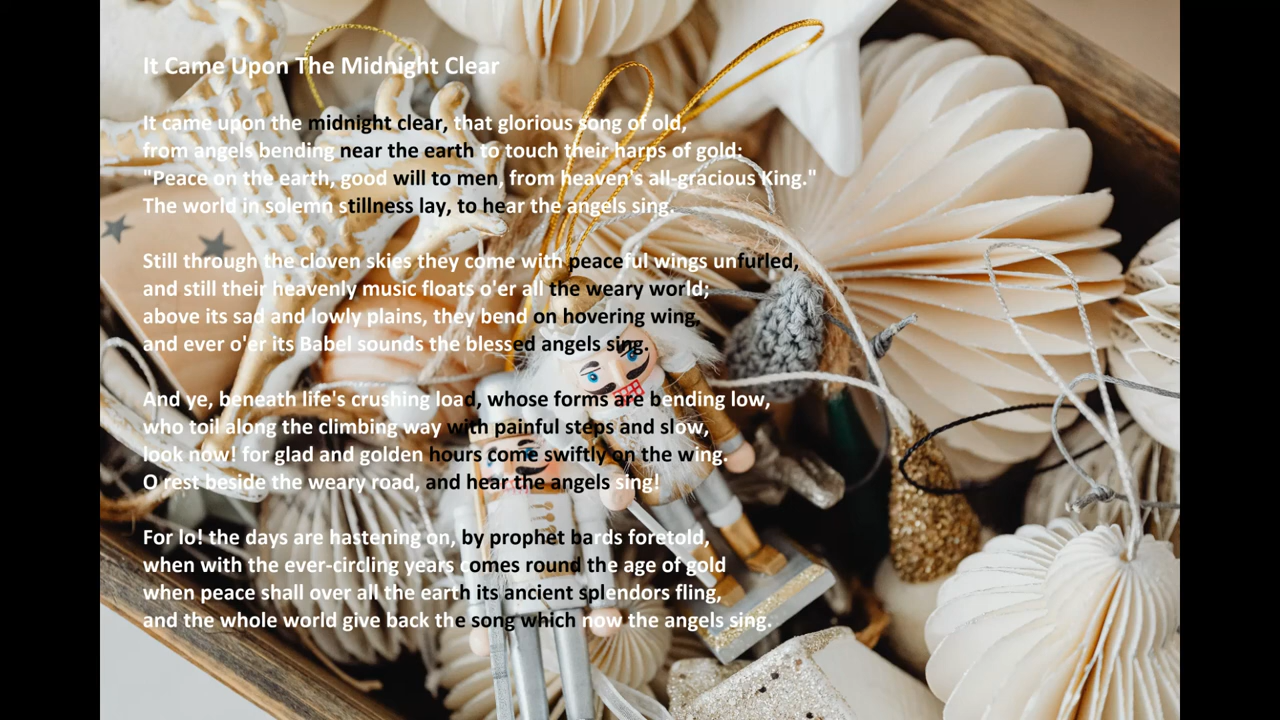 It Came Upon The Midnight Clear
It came upon the midnight clear, that glorious song of old,
from angels bending near the earth to touch their harps of gold:
"Peace on the earth, good will to men, from heaven's all-gracious King."
The world in solemn stillness lay, to hear the angels sing.
Still through the cloven skies they come with peaceful wings unfurled,
and still their heavenly music floats o'er all the weary world;
above its sad and lowly plains, they bend on hovering wing,
and ever o'er its Babel sounds the blessed angels sing.
And ye, beneath life's crushing load, whose forms are bending low,
who toil along the climbing way with painful steps and slow,
look now! for glad and golden hours come swiftly on the wing.
O rest beside the weary road, and hear the angels sing!
For lo! the days are hastening on, by prophet bards foretold,
when with the ever-circling years comes round the age of gold
when peace shall over all the earth its ancient splendors fling,
and the whole world give back the song which now the angels sing.